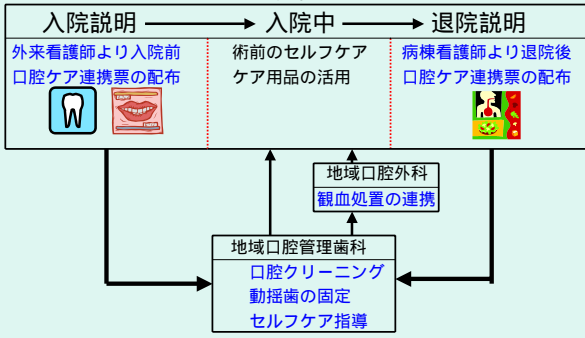 入院説明
入院中
退院説明
外来看護師より入院前
口腔ケア連携票の配布
術前のセルフケア
ケア用品の活用
病棟看護師より退院後
口腔ケア連携票の配布
地域口腔外科
観血処置の連携
地域口腔管理歯科
口腔クリーニング
動揺歯の固定
セルフケア指導